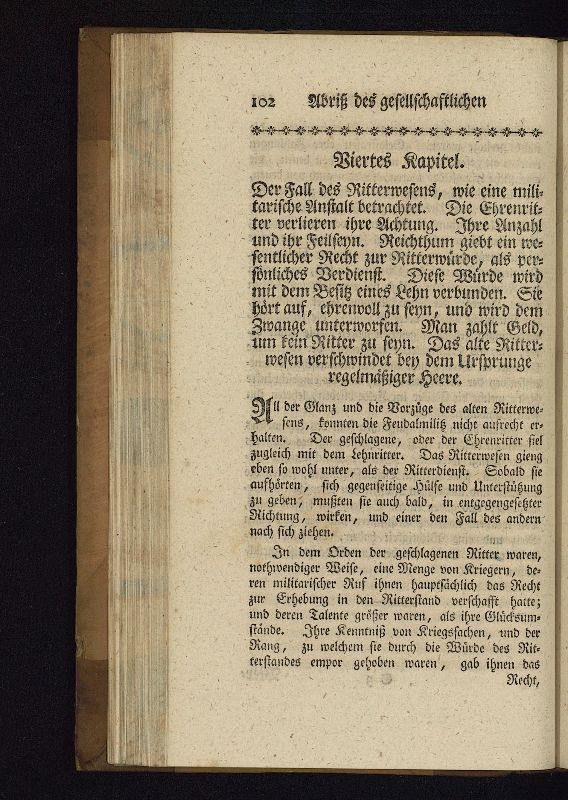 102 Abriß des gesellschaftlichen
Viertes Kapitel.
Der Fall des Ritterwesens, wie eine mili-
tarische Anstalt betrachtet. Die Ehrenrit-
ter verlieren ihre Achtung. Ihre Anzahl
und ihr Feilseyn. Reichthum giebt ein we-
sentlicher Recht zur Ritterwürde, als per-
sönliches Verdienst. Diese Würde wird
mit dem Besitz eines Lehn verbunden. Sie
hört auf, ehrenvoll zu seyn, und wird dem
Zwange unterworfen. Man zahlt Geld,
um kein Ritter zu seyn. Das alte Ritter-
wesen verschwindet bey dem Ursprunge
regelmäßiger Heere.
All der Glanz und die Vorzüge des alten Ritterwe-
sens, konnten die Feudalmilitz nicht aufrecht er-
halten. Der geschlagene, oder der Ehrenritter fiel
zugleich mit dem Lehnritter. Das Ritterwesen gieng
eben so wohl unter, als der Ritterdienst. Sobald sie
aufhörten, sich gegenseitige Hülfe und Unterstützung
zu geben, mußten sie auch bald, in entgegengesetzter
Richtung, wirken, und einer den Fall des andern
nach sich ziehen.
In dem Orden der geschlagenen Ritter waren,
nothwendiger Weise, eine Menge von Kriegern, de-
ren militarischer Ruf ihnen hauptsächlich das Recht
zur Erhebung in den Ritterstand verschafft hatte;
und deren Talente größer waren, als ihre Glücksum-
stände. Ihre Kenntniß von Kriegssachen, und der
Rang, zu welchem sie durch die Würde des Rit-
terstandes empor gehoben waren, gab ihnen das
Recht,